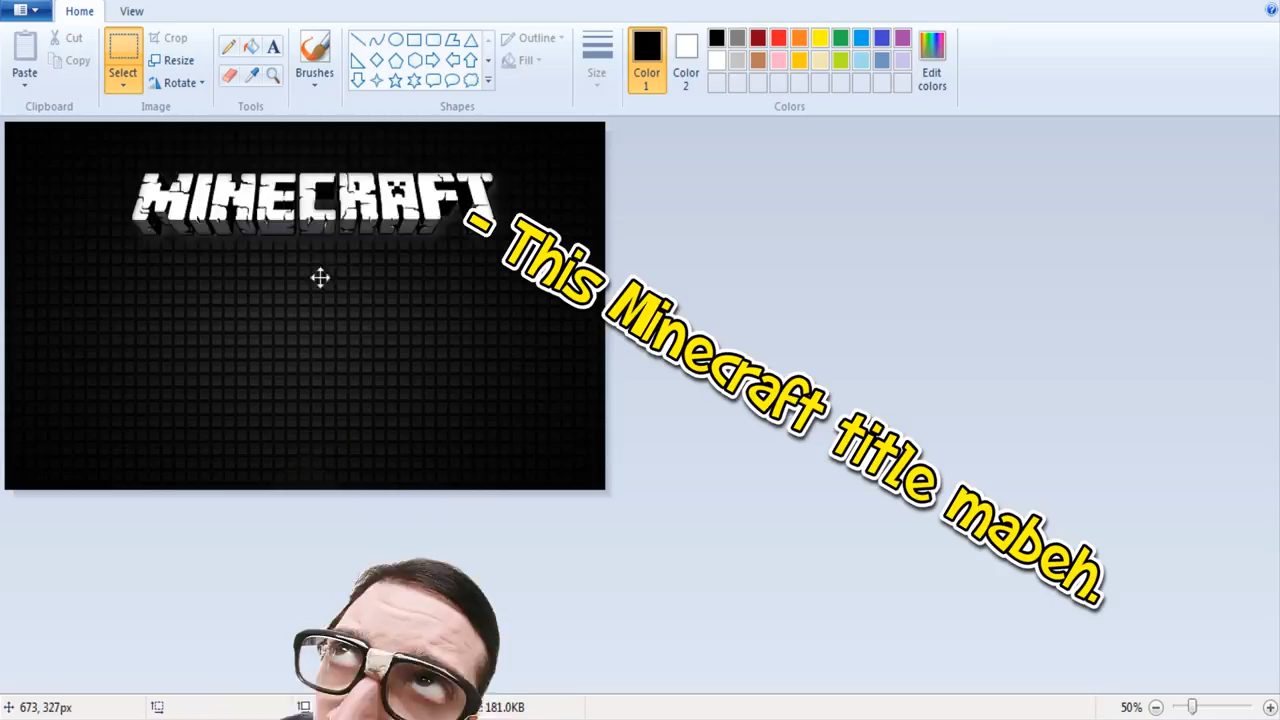 Home
View
Cut
Copy
Paste
Clipboard
Select
Crop
Resize
Rotate
Image
A
Tools
Brushes
Outline
Fill
Shapes
Size
Color 1
Color 2
Edit colors
Colors
MINECRAFT
- This Minecraft title mabeh.
673, 327px
181.0KB
50%